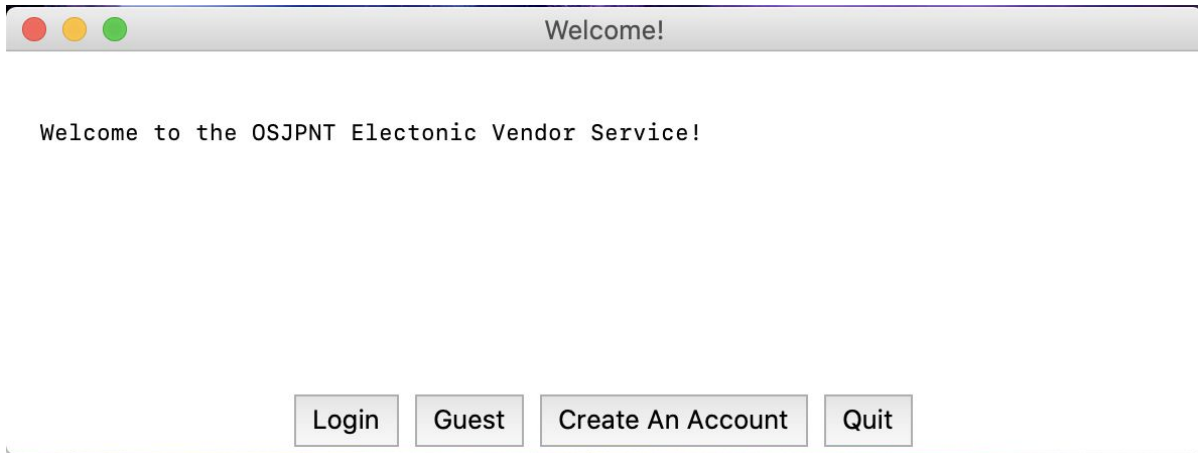 Welcome!
Welcome to the OSJPNT Electonic Vendor Service!
Login Guest Create An Account Quit